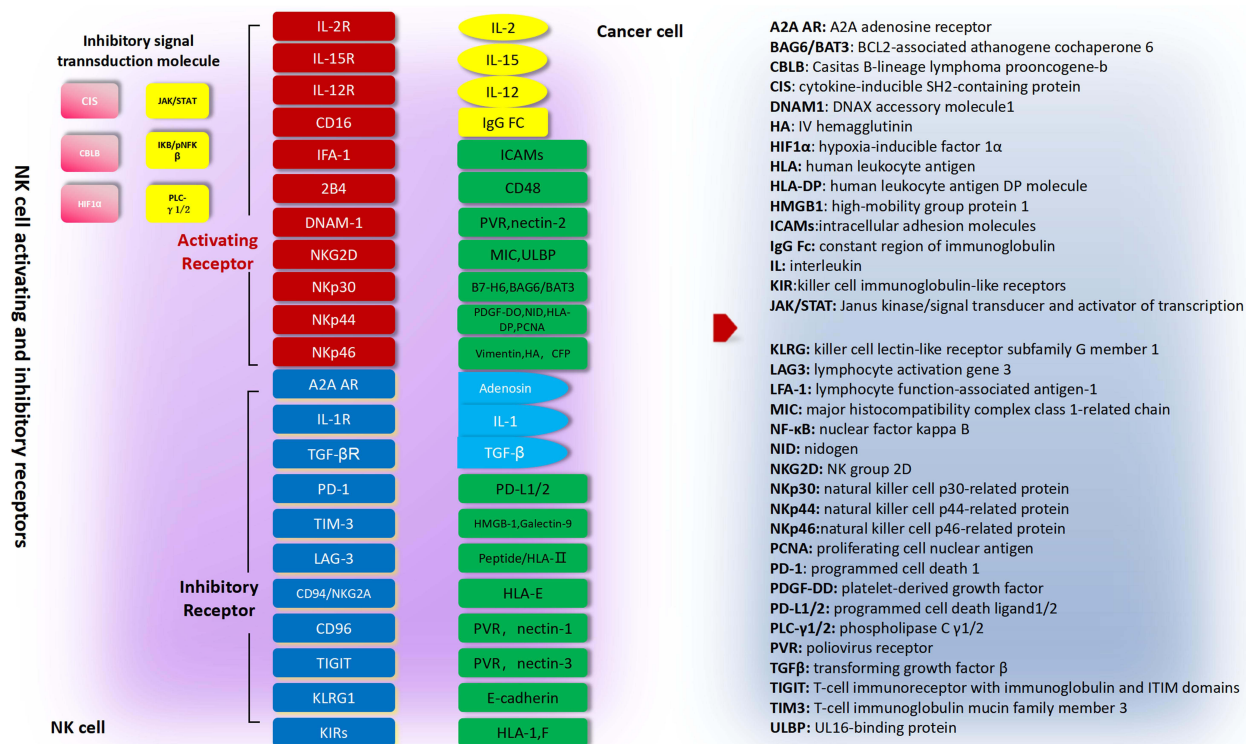 NK cell activating and inhibitory receptors
Inhibitory signal
trannsduction molecule
CIS
JAK/STAT
CBLB
IKB/pNFK
β
HIF1α
PLC-
γ 1/2
Activating
Receptor
Inhibitory
Receptor
NK cell
Cancer cell
IL-2R
IL-2
IL-15R
IL-15
IL-12R
IL-12
CD16
IgG FC
IFA-1
ICAMs
2B4
CD48
DNAM-1
PVR,nectin-2
NKG2D
MIC,ULBP
NKp30
B7-H6,BAG6/BAT3
NKp44
PDGF-DO,NID,HLA-
DP,PCNA
NKp46
Vimentin,HA, CFP
A2A AR
Adenosin
IL-1R
IL-1
TGF-βR
TGF-β
PD-1
PD-L1/2
TIM-3
HMGB-1,Galectin-9
LAG-3
Peptide/HLA-Ⅱ
CD94/NKG2A
HLA-E
CD96
PVR, nectin-1
TIGIT
PVR, nectin-3
KLRG1
E-cadherin
KIRs
HLA-1,F
A2A AR: A2A adenosine receptor
BAG6/BAT3: BCL2-associated athanogene cochaperone 6
CBLB: Casitas B-lineage lymphoma prooncogene-b
CIS: cytokine-inducible SH2-containing protein
DNAM1: DNAX accessory molecule1
HA: IV hemagglutinin
HIF1α: hypoxia-inducible factor 1α
HLA: human leukocyte antigen
HLA-DP: human leukocyte antigen DP molecule
HMGB1: high-mobility group protein 1
ICAMs:intracellular adhesion molecules
IgG Fc: constant region of immunoglobulin
IL: interleukin
KIR:killer cell immunoglobulin-like receptors
JAK/STAT: Janus kinase/signal transducer and activator of transcription
KLRG: killer cell lectin-like receptor subfamily G member 1
LAG3: lymphocyte activation gene 3
LFA-1: lymphocyte function-associated antigen-1
MIC: major histocompatibility complex class 1-related chain
NF-κB: nuclear factor kappa B
NID: nidogen
NKG2D: NK group 2D
NKp30: natural killer cell p30-related protein
NKp44: natural killer cell p44-related protein
NKp46:natural killer cell p46-related protein
PCNA: proliferating cell nuclear antigen
PD-1: programmed cell death 1
PDGF-DD: platelet-derived growth factor
PD-L1/2: programmed cell death ligand1/2
PLC-γ1/2: phospholipase C γ1/2
PVR: poliovirus receptor
TGFβ: transforming growth factor β
TIGIT: T-cell immunoreceptor with immunoglobulin and ITIM domains
TIM3: T-cell immunoglobulin mucin family member 3
ULBP: UL16-binding protein